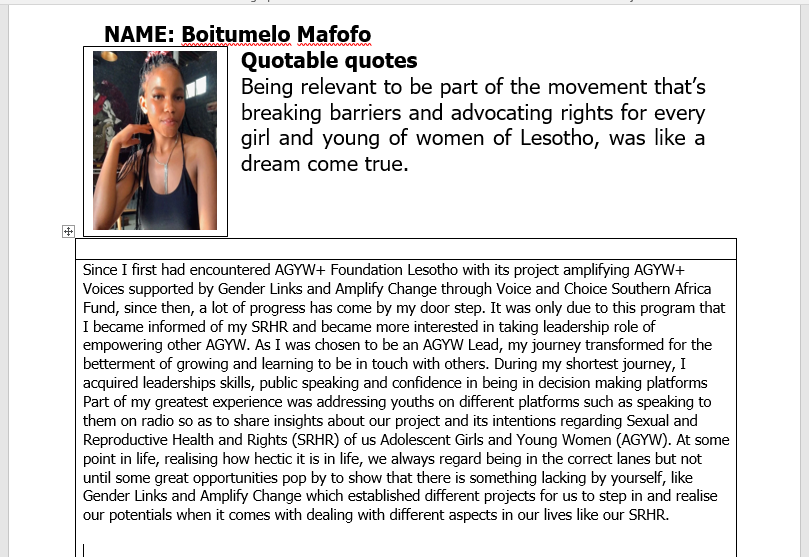 NAME: Boitumelo Mafofo
Quotable quotes
Being relevant to be part of the movement that's
breaking barriers and advocating rights for every
girl and young of women of Lesotho, was like a
dream come true.
Since I first had encountered AGYW+ Foundation Lesotho with its project amplifying AGYW+
Voices supported by Gender Links and Amplify Change through Voice and Choice Southern Africa
Fund, since then, a lot of progress has come by my door step. It was only due to this program that
I became informed of my SRHR and became more interested in taking leadership role of
empowering other AGYW. As I was chosen to be an AGYW Lead, my journey transformed for the
betterment of growing and learning to be in touch with others. During my shortest journey, I
acquired leaderships skills, public speaking and confidence in being in decision making platforms
Part of my greatest experience was addressing youths on different platforms such as speaking to
them on radio so as to share insights about our project and its intentions regarding Sexual and
Reproductive Health and Rights (SRHR) of us Adolescent Girls and Young Women (AGYW). At some
point in life, realising how hectic it is in life, we always regard being in the correct lanes but not
until some great opportunities pop by to show that there is something lacking by yourself, like
Gender Links and Amplify Change which established different projects for us to step in and realise
our potentials when it comes with dealing with different aspects in our lives like our SRHR.